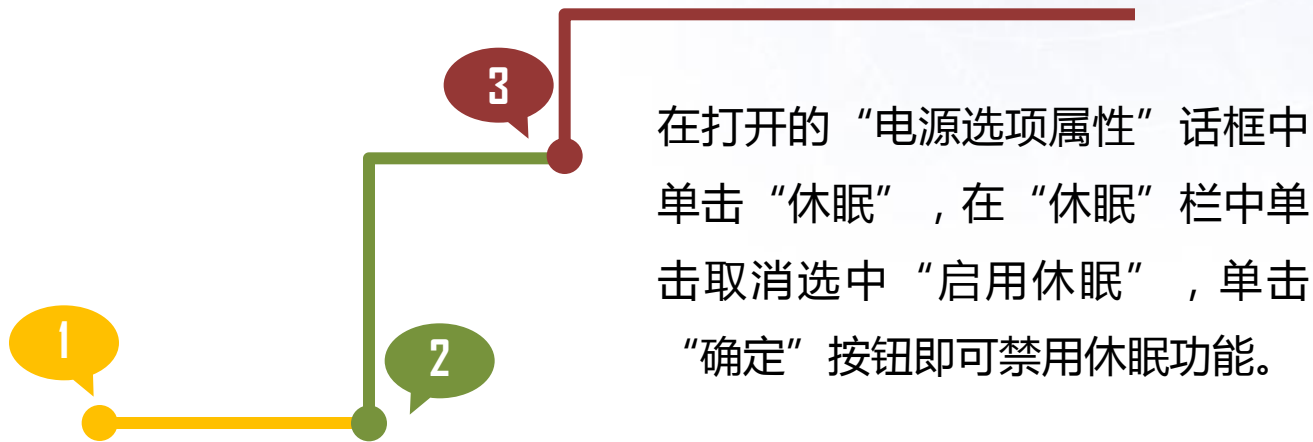 3
在打开的“电源选项属性”话框中
单击“休眠”，在“休眠”栏中单
击取消选中“启用休眠”，单击
“确定”按钮即可禁用休眠功能。
1
2